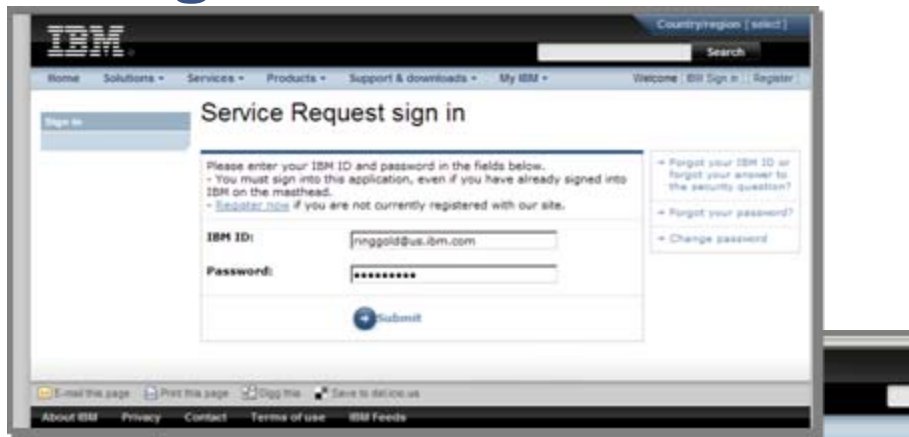 IBM
Country/region [ select ]
Search
Home Solutions Services Products Support & downloads My IBM Welcome [ IBM Sign in ] [ Register ]
Sign in
Service Request sign in
Please enter your IBM ID and password in the fields below.
- You must sign into this application, even if you have already signed into
IBM on the masthead.
- Register now if you are not currently registered with our site.
IBM ID:
ringgold@us.ibm.com
Password:
•••••••••
Submit
→ Forgot your IBM ID or
forgot your answer to
the security question?
→ Forgot your password?
→ Change password
E-mail this page Print this page Digg this Save to del.icio.us
About IBM Privacy Contact Terms of use IBM Feeds